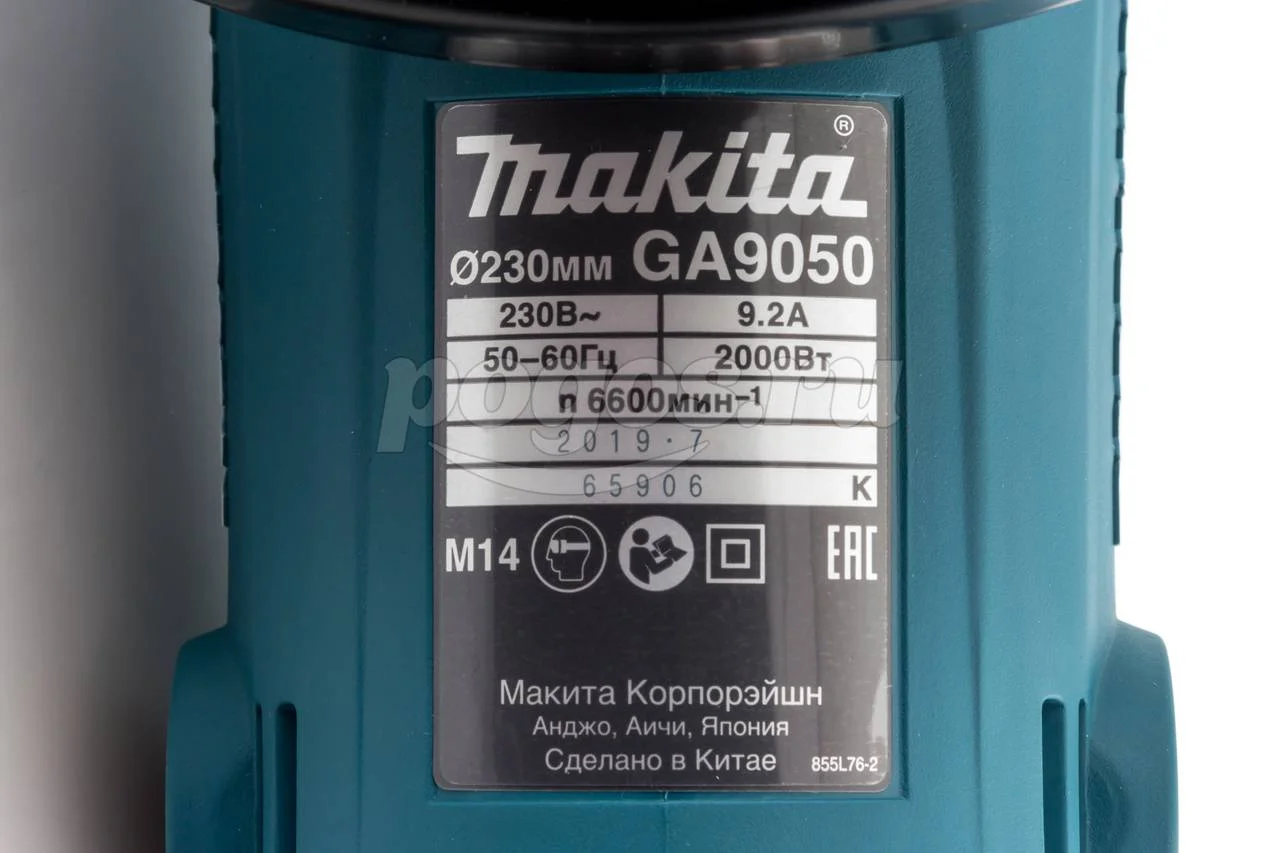 makita®
Ø230мм GA9050
230В~ 9.2А
50–60Гц 2000Вт
n 6600мин⁻¹
2019·7
65906 K
M14 EAC
Макита Корпорэйшн
Анджо, Аичи, Япония
Сделано в Китае 855L76-2
pogos.ru